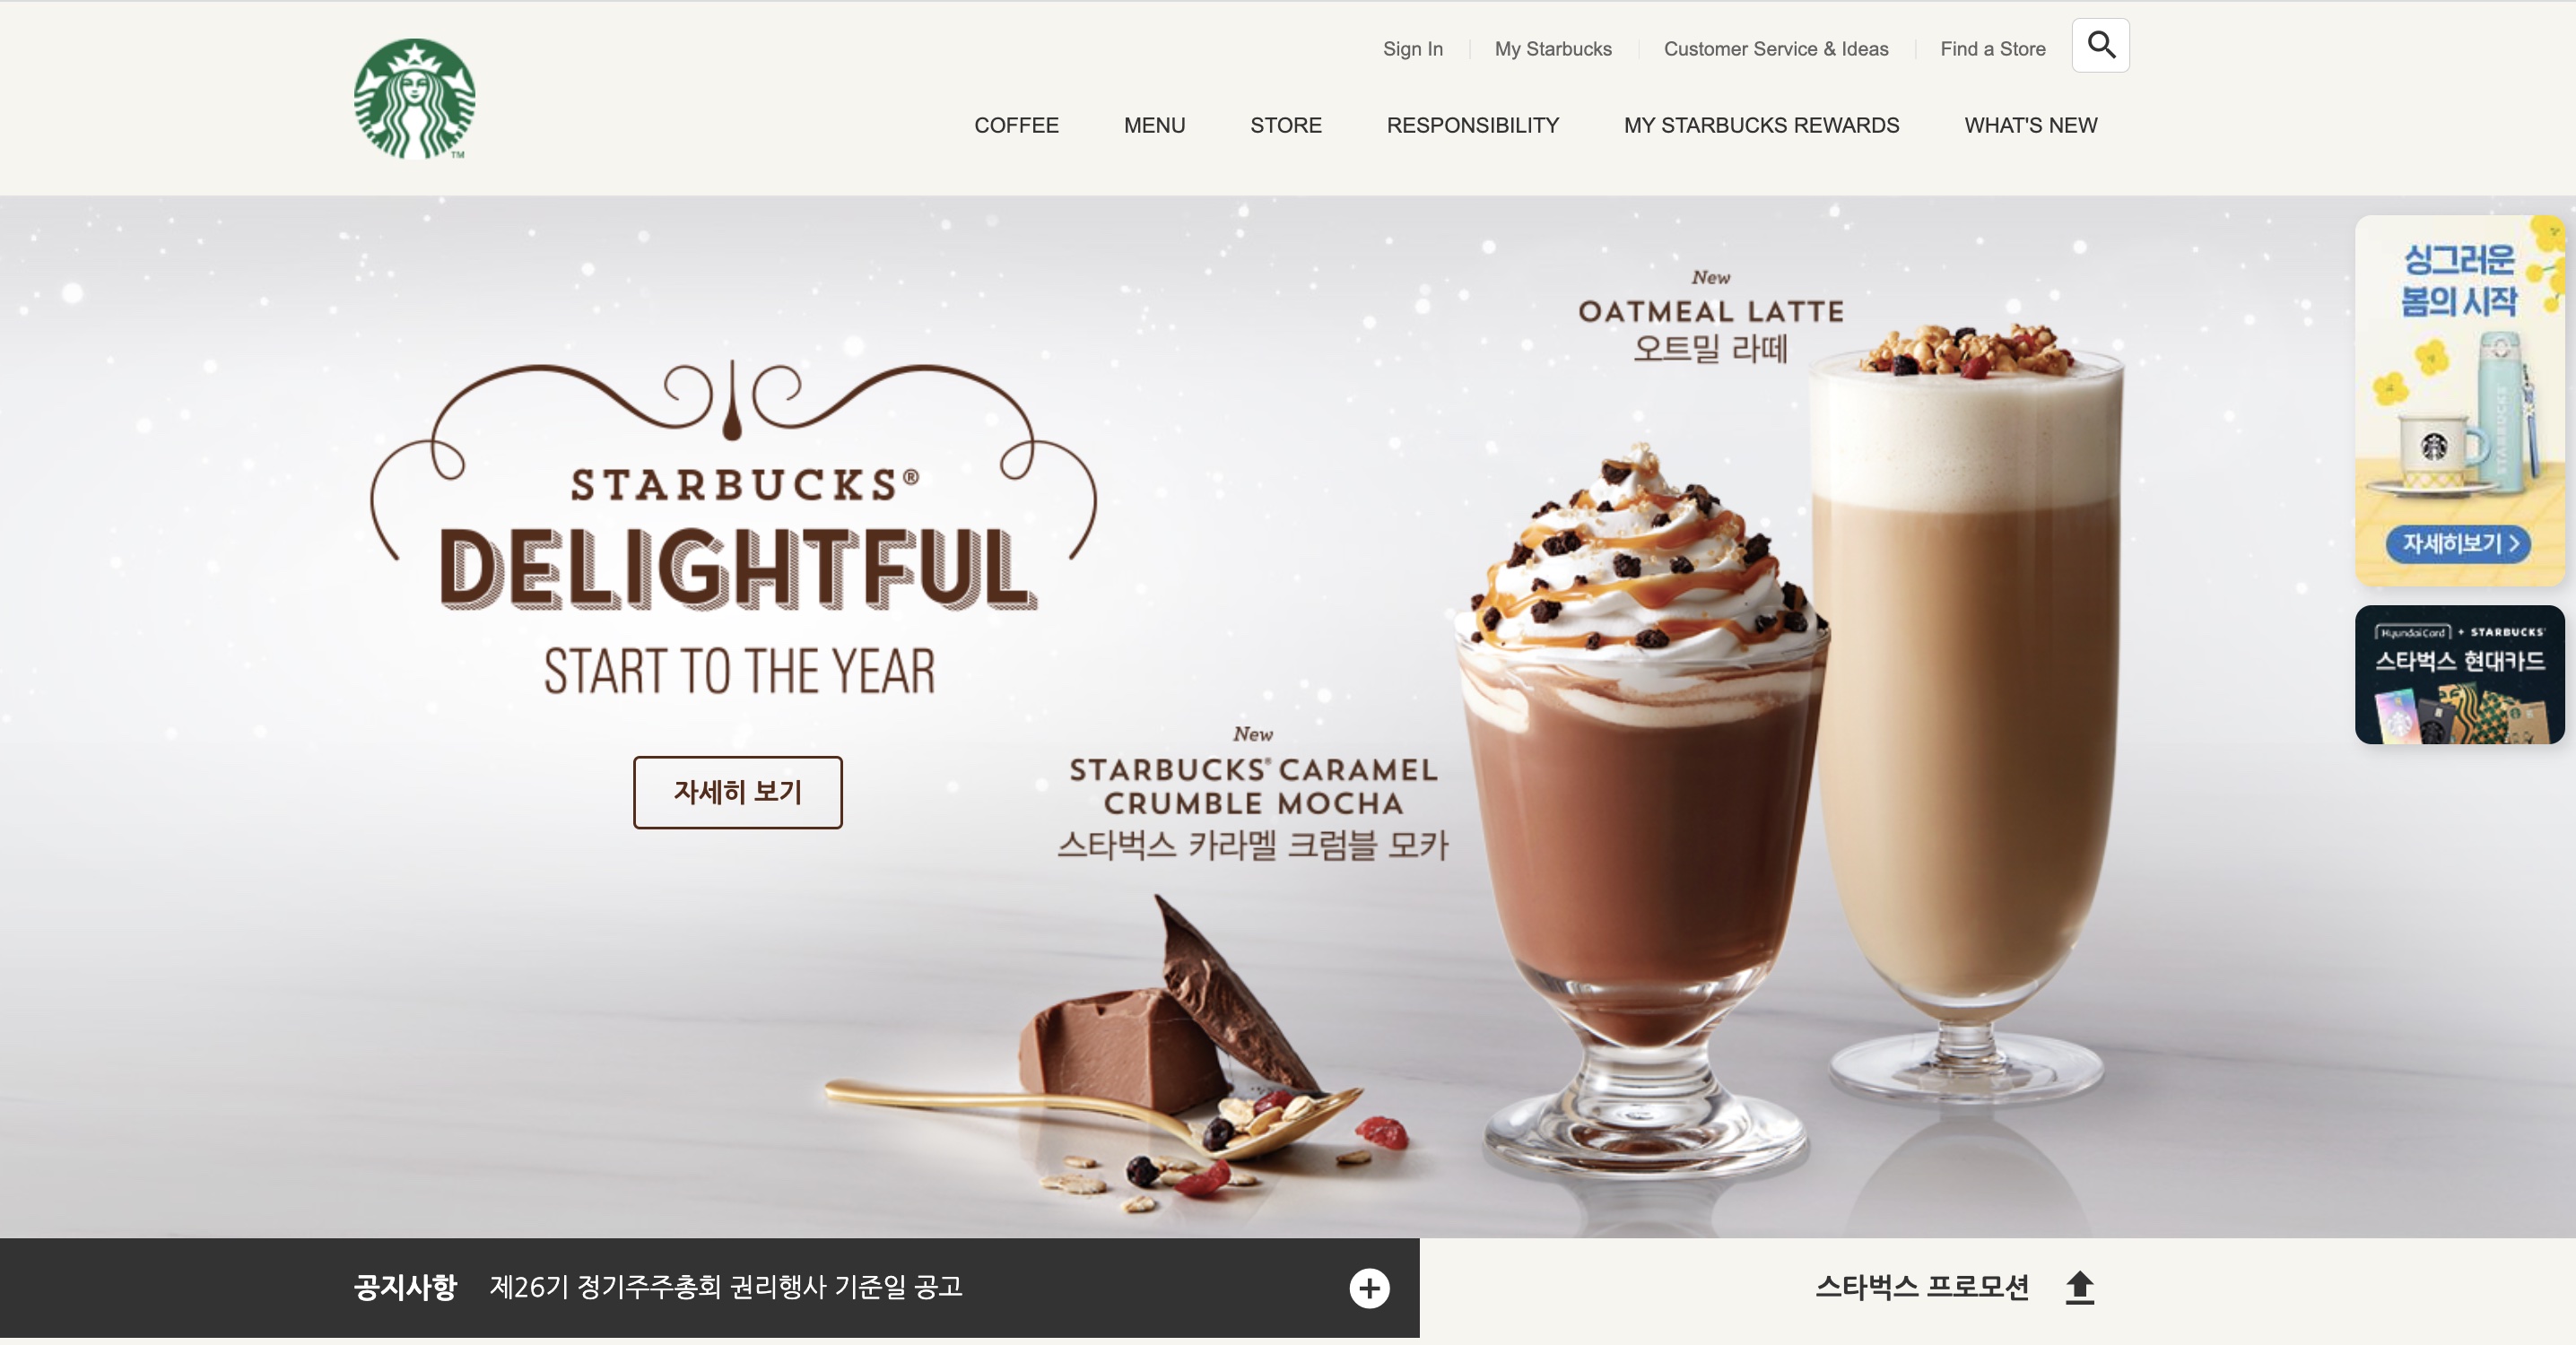 Sign In
My Starbucks
Customer Service & Ideas
Find a Store
TM
COFFEE
MENU
STORE
RESPONSIBILITY
MY STARBUCKS REWARDS
WHAT'S NEW
STARBUCKS®
DELIGHTFUL
START TO THE YEAR
자세히 보기
New
OATMEAL LATTE
오트밀 라떼
New
STARBUCKS® CARAMEL
CRUMBLE MOCHA
스타벅스 카라멜 크럼블 모카
싱그러운
봄의 시작
STARBUCKS
자세히보기 >
HyundaiCard + STARBUCKS
스타벅스 현대카드
공지사항 제26기 정기주주총회 권리행사 기준일 공고
스타벅스 프로모션